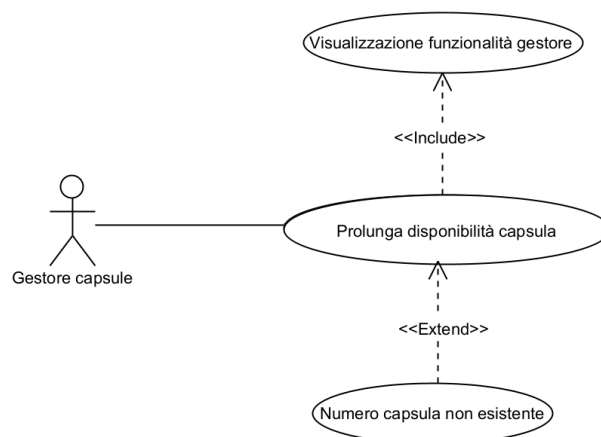 Visualizzazione funzionalità gestore
<<Include>>
Prolunga disponibilità capsula
Gestore capsule
<<Extend>>
Numero capsula non esistente